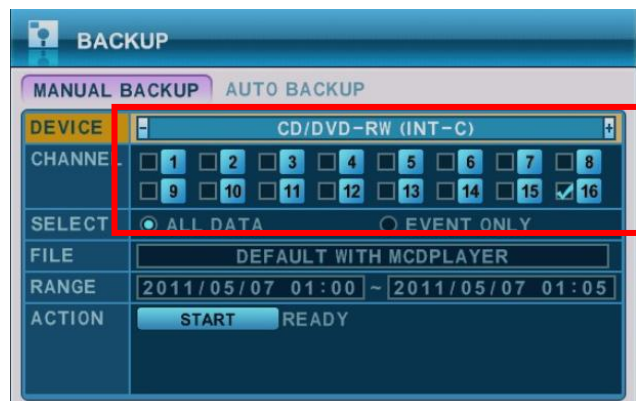 BACKUP
MANUAL BACKUP AUTO BACKUP
DEVICE - CD/DVD-RW (INT-C) +
CHANNEL 1 2 3 4 5 6 7 8
9 10 11 12 13 14 15 16
SELECT ALL DATA EVENT ONLY
FILE DEFAULT WITH MCDPLAYER
RANGE 2011/05/07 01:00 ~ 2011/05/07 01:05
ACTION START READY